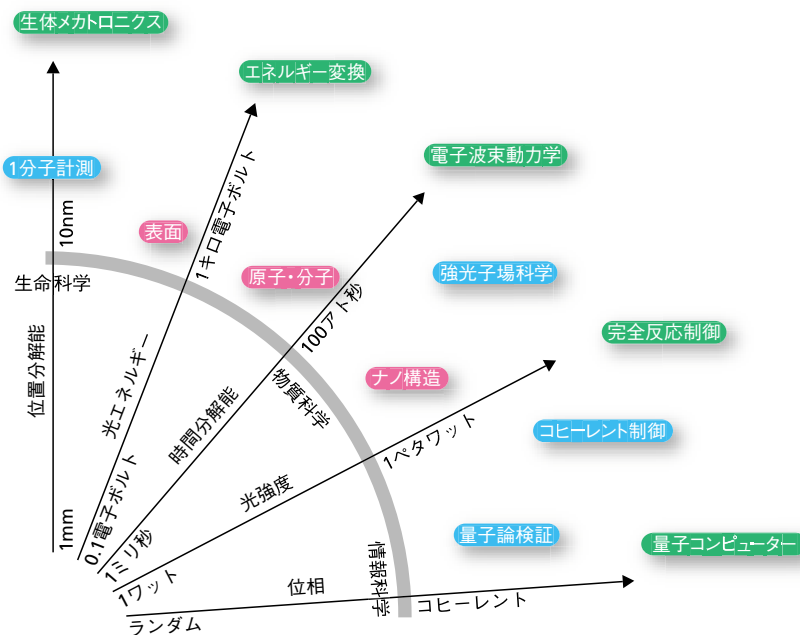 生体メカトロニクス
エネルギー変換
電子波束動力学
1分子計測
1キロ電子ボルト
10nm
表面
原子・分子
強光子場科学
生命科学
100アト秒
完全反応制御
位置分解能
光エネルギー
物質科学
ナノ構造
時間分解能
1ペタワット
コヒーレント制御
光強度
1mm
0.1電子ボルト
1ミリ秒
1ワット
量子論検証
量子コンピューター
情報科学
位相
コヒーレント
ランダム